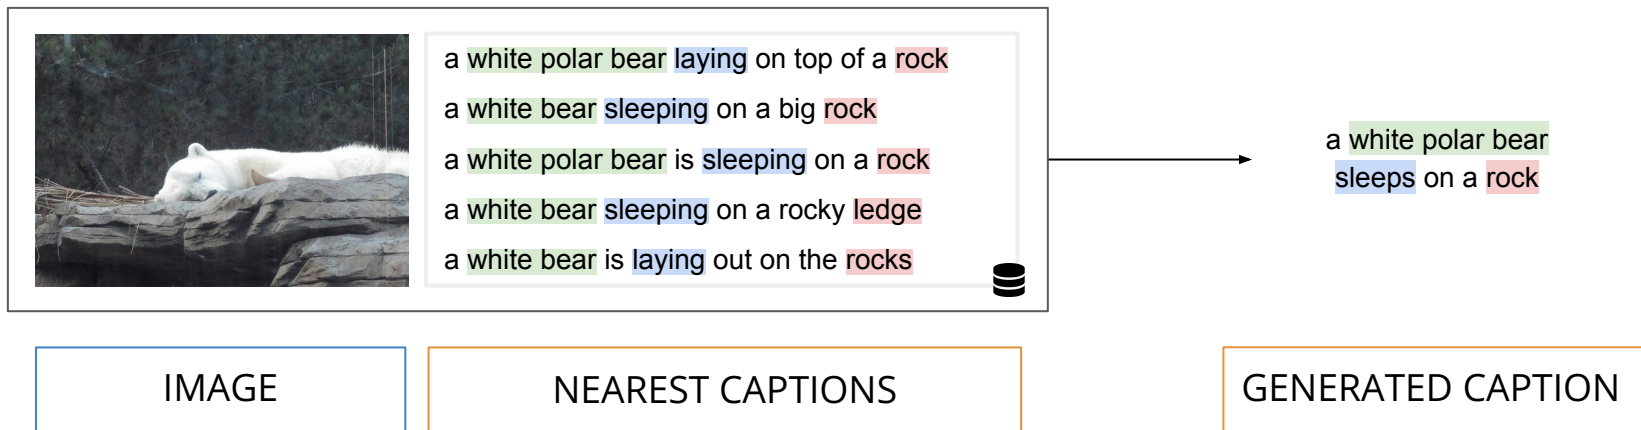 a white polar bear laying on top of a rock
a white bear sleeping on a big rock
a white polar bear is sleeping on a rock
a white bear sleeping on a rocky ledge
a white bear is laying out on the rocks
a white polar bear
sleeps on a rock
IMAGE
NEAREST CAPTIONS
GENERATED CAPTION